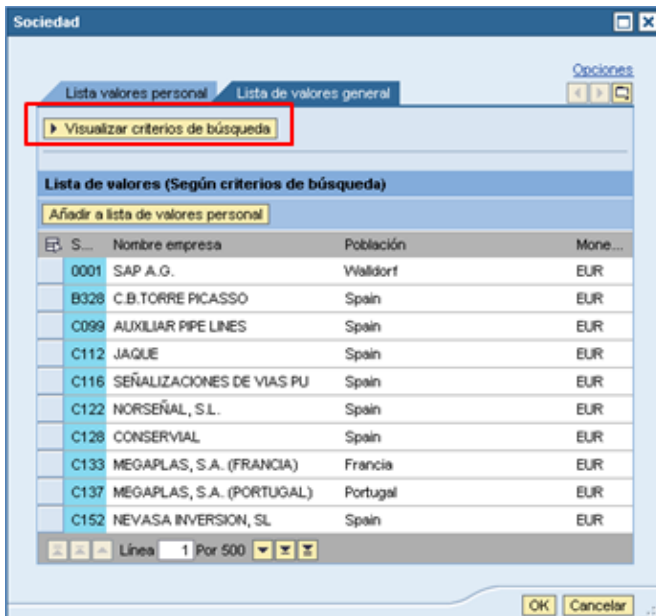 Sociedad
Opciones
Lista valores personal Lista de valores general
Visualizar criterios de búsqueda
Lista de valores (Según criterios de búsqueda)
Añadir a lista de valores personal
S... Nombre empresa Población Mone...
0001 SAP A.G. Walldorf EUR
B328 C.B.TORRE PICASSO Spain EUR
C099 AUXILIAR PIPE LINES Spain EUR
C112 JAQUE Spain EUR
C116 SEÑALIZACIONES DE VIAS PU Spain EUR
C122 NORSEÑAL, S.L. Spain EUR
C128 CONSERVIAL Spain EUR
C133 MEGAPLAS, S.A. (FRANCIA) Francia EUR
C137 MEGAPLAS, S.A. (PORTUGAL) Portugal EUR
C152 NEVASA INVERSION, SL Spain EUR
Línea 1 Por 500
OK Cancelar